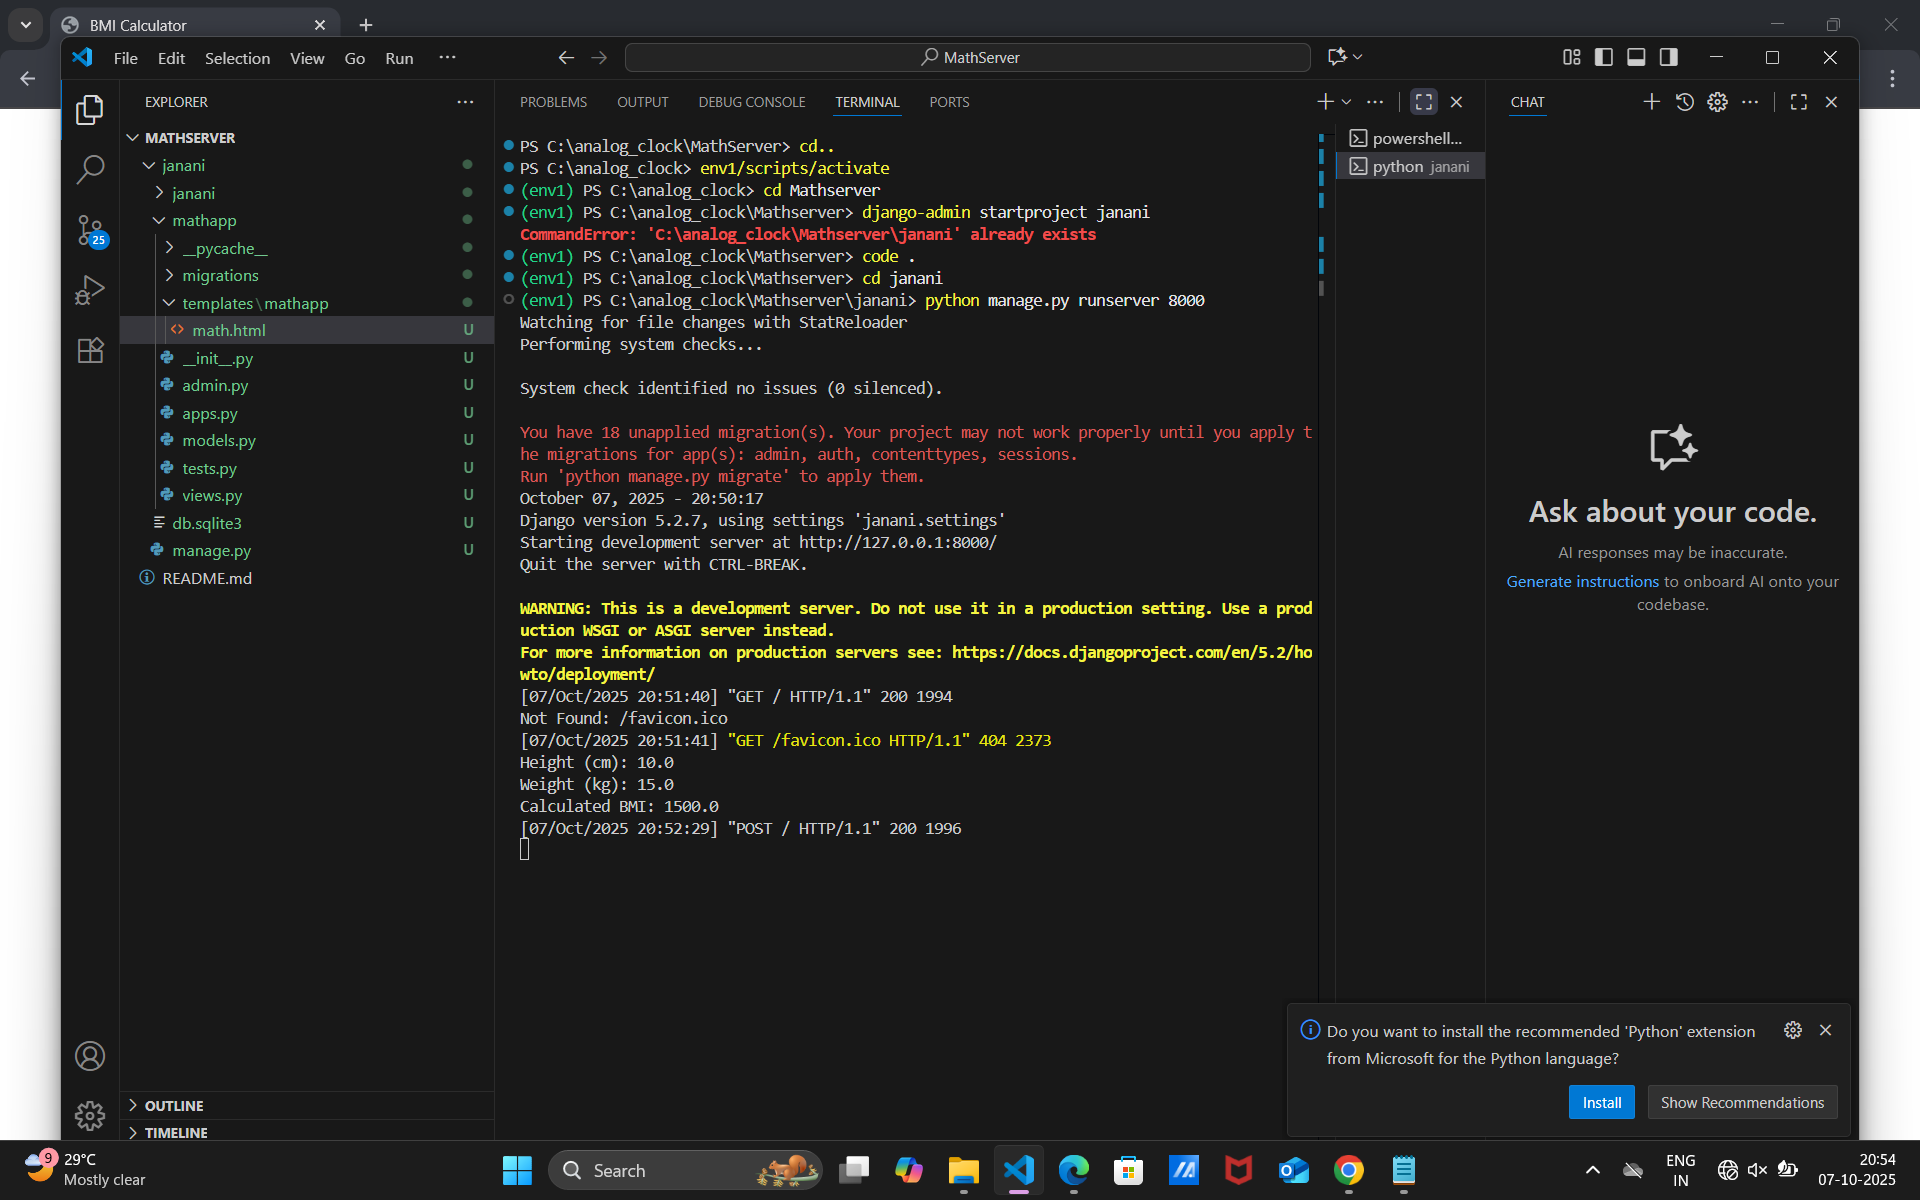 BMI Calculator
File Edit Selection View Go Run ···
MathServer
EXPLORER
MATHSERVER
janani
janani
mathapp
__pycache__
migrations
templates\mathapp
math.html U
__init__.py U
admin.py U
apps.py U
models.py U
tests.py U
views.py U
db.sqlite3 U
manage.py U
README.md
25
OUTLINE
TIMELINE
PROBLEMS OUTPUT DEBUG CONSOLE TERMINAL PORTS
PS C:\analog_clock\MathServer> cd..
PS C:\analog_clock> env1/scripts/activate
(env1) PS C:\analog_clock> cd Mathserver
(env1) PS C:\analog_clock\Mathserver> django-admin startproject janani
CommandError: 'C:\analog_clock\Mathserver\janani' already exists
(env1) PS C:\analog_clock\Mathserver> code .
(env1) PS C:\analog_clock\Mathserver> cd janani
(env1) PS C:\analog_clock\Mathserver\janani> python manage.py runserver 8000
Watching for file changes with StatReloader
Performing system checks...
System check identified no issues (0 silenced).
You have 18 unapplied migration(s). Your project may not work properly until you apply t
he migrations for app(s): admin, auth, contenttypes, sessions.
Run 'python manage.py migrate' to apply them.
October 07, 2025 - 20:50:17
Django version 5.2.7, using settings 'janani.settings'
Starting development server at http://127.0.0.1:8000/
Quit the server with CTRL-BREAK.
WARNING: This is a development server. Do not use it in a production setting. Use a prod
uction WSGI or ASGI server instead.
For more information on production servers see: https://docs.djangoproject.com/en/5.2/ho
wto/deployment/
[07/Oct/2025 20:51:40] "GET / HTTP/1.1" 200 1994
Not Found: /favicon.ico
[07/Oct/2025 20:51:41] "GET /favicon.ico HTTP/1.1" 404 2373
Height (cm): 10.0
Weight (kg): 15.0
Calculated BMI: 1500.0
[07/Oct/2025 20:52:29] "POST / HTTP/1.1" 200 1996
powershell...
python janani
CHAT
Ask about your code.
AI responses may be inaccurate.
Generate instructions to onboard AI onto your
codebase.
Do you want to install the recommended 'Python' extension
from Microsoft for the Python language?
Install Show Recommendations
9
29°C
Mostly clear
Search
ENG
IN
20:54
07-10-2025